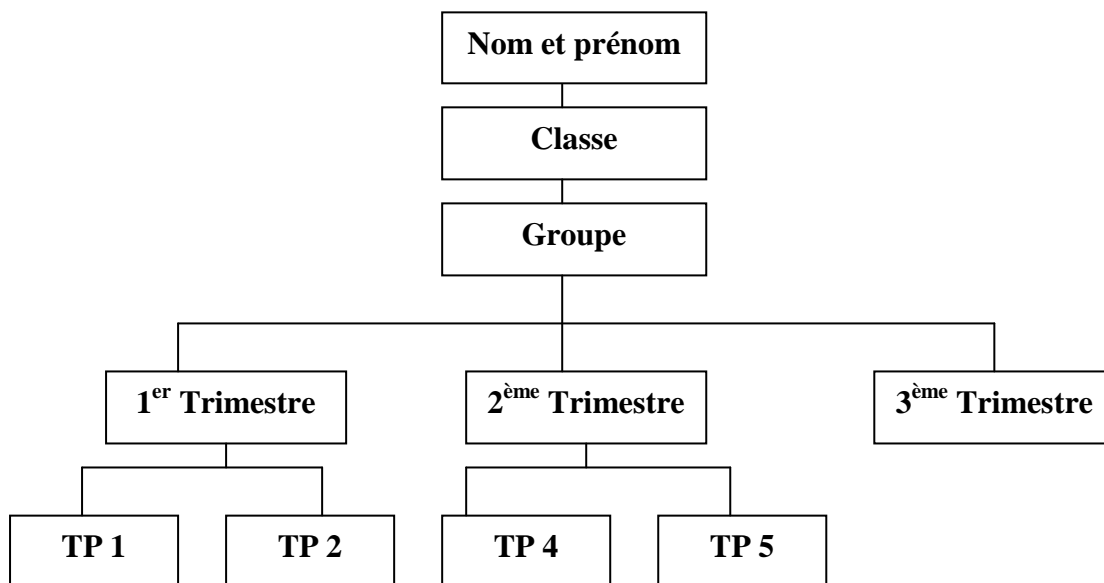 Nom et prénom
Classe
Groupe
1er Trimestre
2ème Trimestre
3ème Trimestre
TP 1
TP 2
TP 4
TP 5